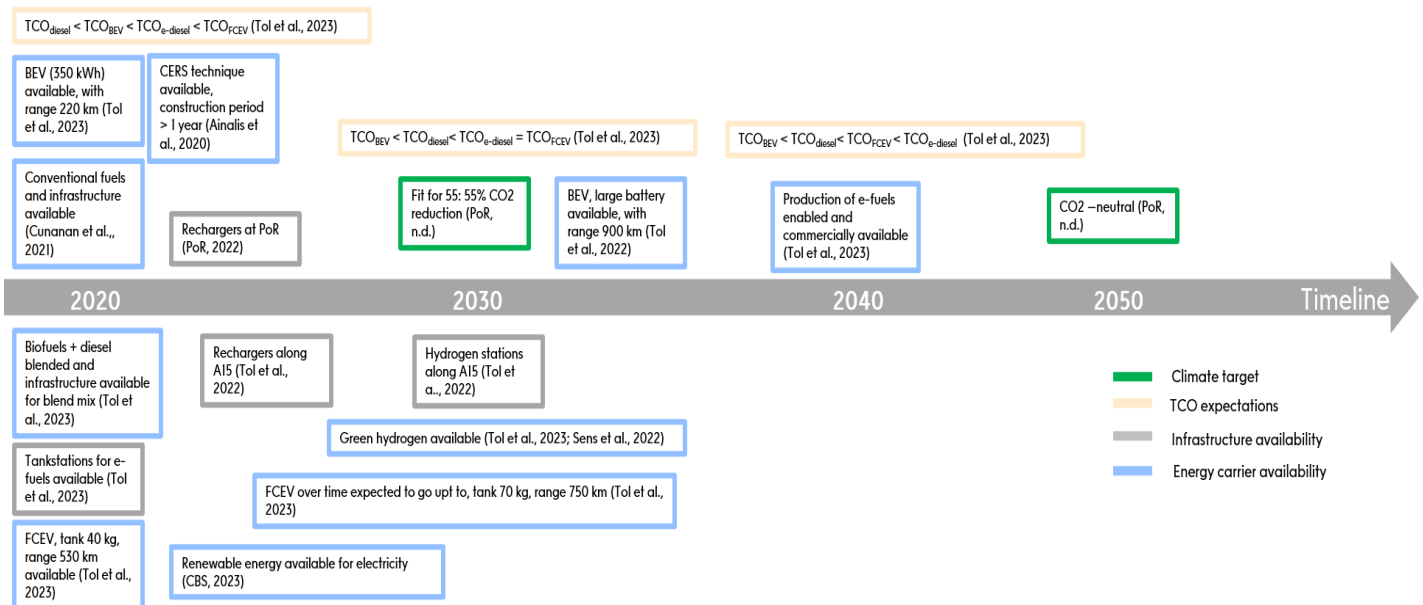 TCOdiesel < TCOBEV < TCOe-diesel < TCOFCEV (Tol et al., 2023)
BEV (350 kWh)
available, with
range 220 km (Tol
et al., 2023)
CERS technique
available,
construction period
> 1 year (Ainalis et
al., 2020)
TCOBEV < TCOdiesel< TCOe-diesel = TCOFCEV (Tol et al., 2023)
TCOBEV < TCOdiesel< TCOFCEV < TCOe-diesel (Tol et al., 2023)
Conventional fuels
and infrastructure
available
(Cunanan et al.,,
2021)
Rechargers at PoR
(PoR, 2022)
Fit for 55: 55% CO2
reduction (PoR,
n.d.)
BEV, large battery
available, with
range 900 km (Tol
et al., 2022)
Production of e-fuels
enabled and
commercially available
(Tol et al., 2023)
CO2 –neutral (PoR,
n.d.)
2020
2030
2040
2050
Timeline
Biofuels + diesel
blended and
infrastructure available
for blend mix (Tol et
al., 2023)
Rechargers along
A15 (Tol et al.,
2022)
Hydrogen stations
along A15 (Tol et
a.., 2022)
Green hydrogen available (Tol et al., 2023; Sens et al., 2022)
Tankstations for e-
fuels available (Tol
et al., 2023)
FCEV over time expected to go upt to, tank 70 kg, range 750 km (Tol et al.,
2023)
FCEV, tank 40 kg,
range 530 km
available (Tol et al.,
2023)
Renewable energy available for electricity
(CBS, 2023)
Climate target
TCO expectations
Infrastructure availability
Energy carrier availability